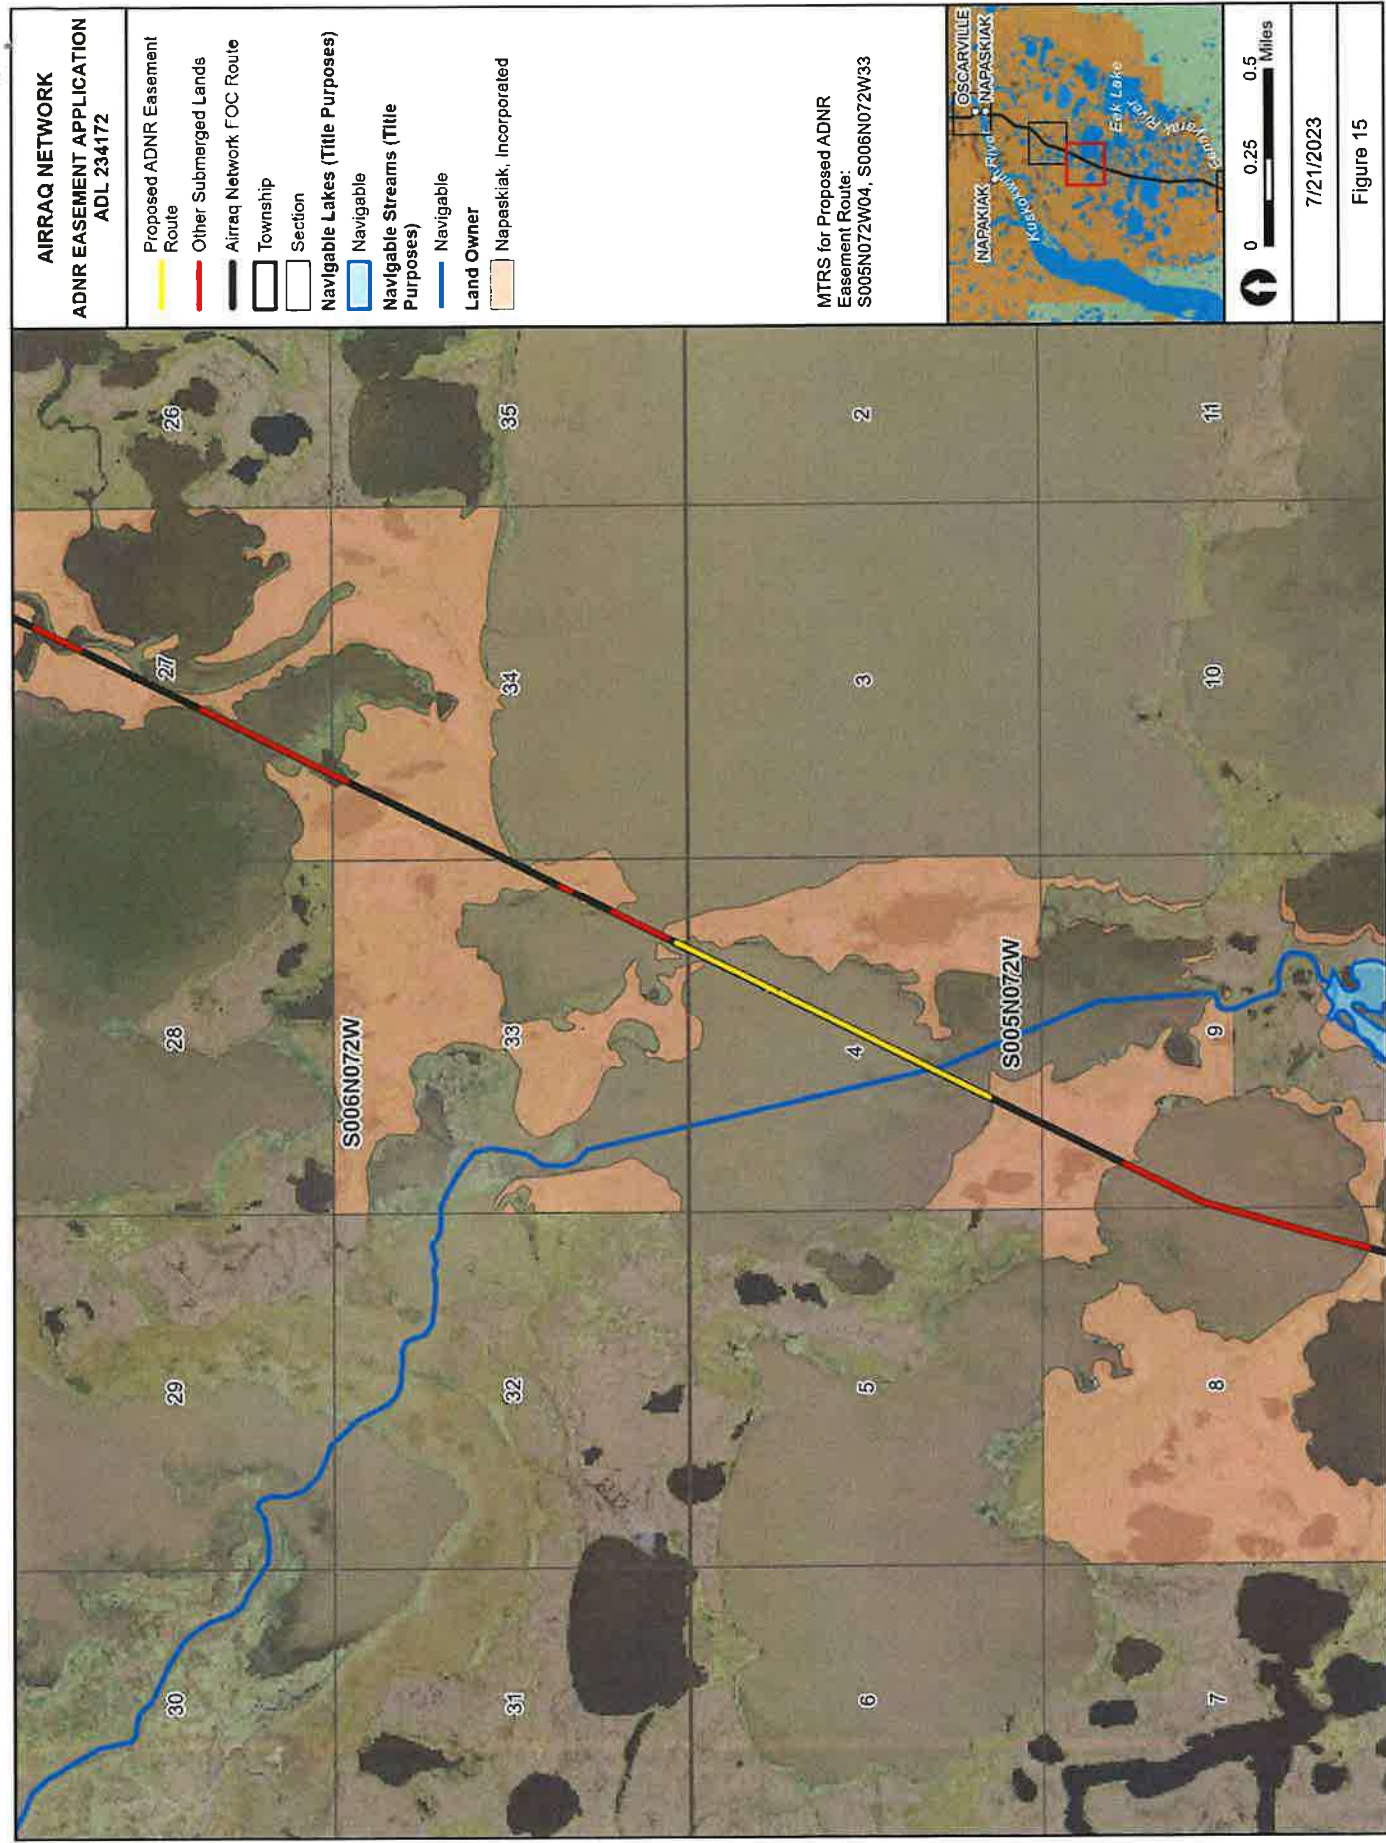 AIRRAQ NETWORK
ADNR EASEMENT APPLICATION
ADL 234172
Proposed ADNR Easement
Route
Other Submerged Lands
Airraq Network FOC Route
Township
Section
Navigable Lakes (Title Purposes)
Navigable
Navigable Streams (Title
Purposes)
Navigable
Land Owner
Napaskiak, Incorporated
MTRS for Proposed ADNR
Easement Route:
S005N072W04, S006N072W33
OSCARVILLE
NAPAKIAK
NAPASKIAK
Kuskokwim River
Eek Lake
River
0 0.25 0.5
Miles
7/21/2023
Figure 15
30
29
28
27
26
S006N072W
31
32
33
34
35
6
5
4
3
2
S005N072W
7
8
9
10
11